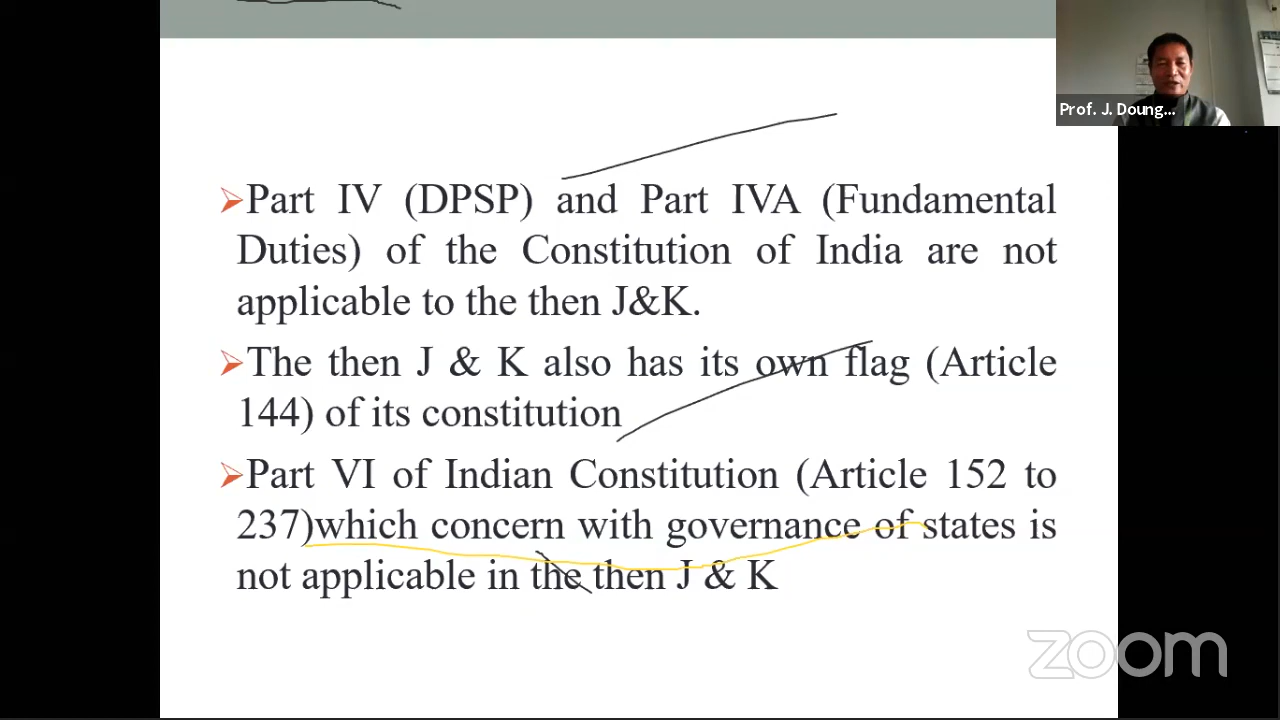 Prof. J. Doung...
Part IV (DPSP) and Part IVA (Fundamental
Duties) of the Constitution of India are not
applicable to the then J&K.
The then J & K also has its own flag (Article
144) of its constitution
Part VI of Indian Constitution (Article 152 to
237)which concern with governance of states is
not applicable in the then J & K
zoom